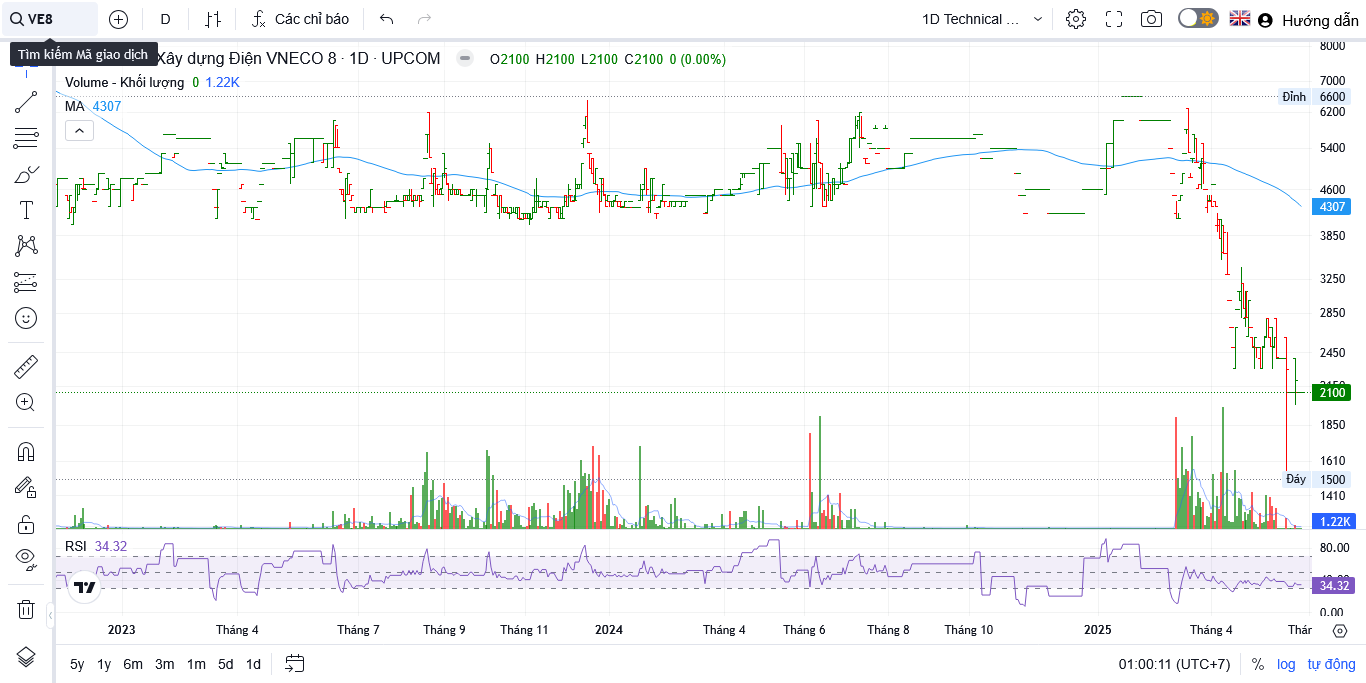 VE8 D Các chỉ báo 1D Technical ... Hướng dẫn
Tìm kiếm Mã giao dịch
Xây dựng Điện VNECO 8 · 1D · UPCOM O2100 H2100 L2100 C2100 0 (0.00%)
Volume - Khối lượng 0 1.22K
MA 4307
8000
7000
Đỉnh 6600
6200
5400
4600
4307
3850
3250
2850
2450
2100
1850
1610
Đáy 1500
1410
1.22K
RSI 34.32
80.00
34.32
0.00
2023 Tháng 4 Tháng 7 Tháng 9 Tháng 11 2024 Tháng 4 Tháng 6 Tháng 8 Tháng 10 2025 Tháng 4 Thár
5y 1y 6m 3m 1m 5d 1d 01:00:11 (UTC+7) % log tự động